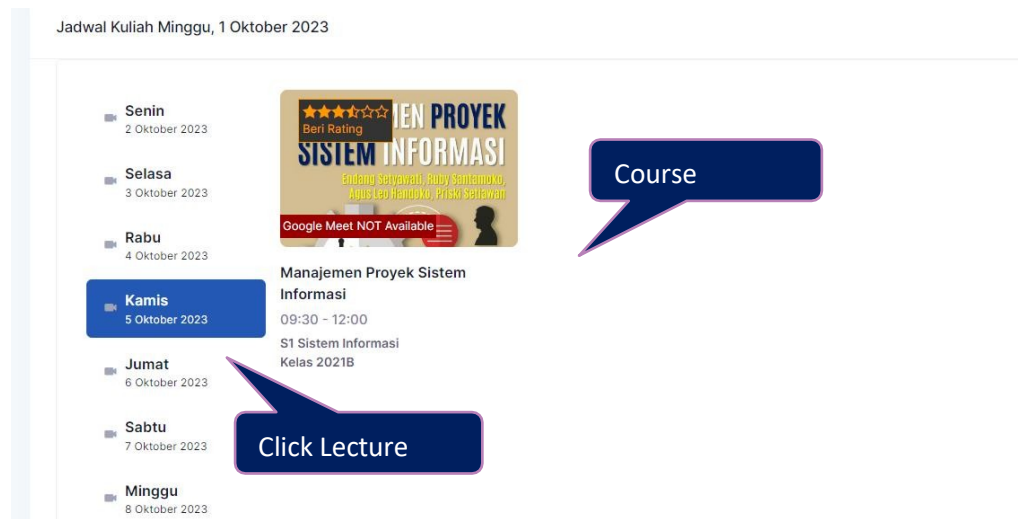 Jadwal Kuliah Minggu, 1 Oktober 2023
Senin
2 Oktober 2023
Selasa
3 Oktober 2023
Rabu
4 Oktober 2023
Kamis
5 Oktober 2023
Jumat
6 Oktober 2023
Sabtu
7 Oktober 2023
Minggu
8 Oktober 2023
Beri Rating
EN PROYEK
SISTEM INFORMASI
Endang Setyawati, Ruby Santamoko,
Agus Leo Handoko, Priski Setiawan
Google Meet NOT Available
Manajemen Proyek Sistem
Informasi
09:30 - 12:00
S1 Sistem Informasi
Kelas 2021B
Course
Click Lecture